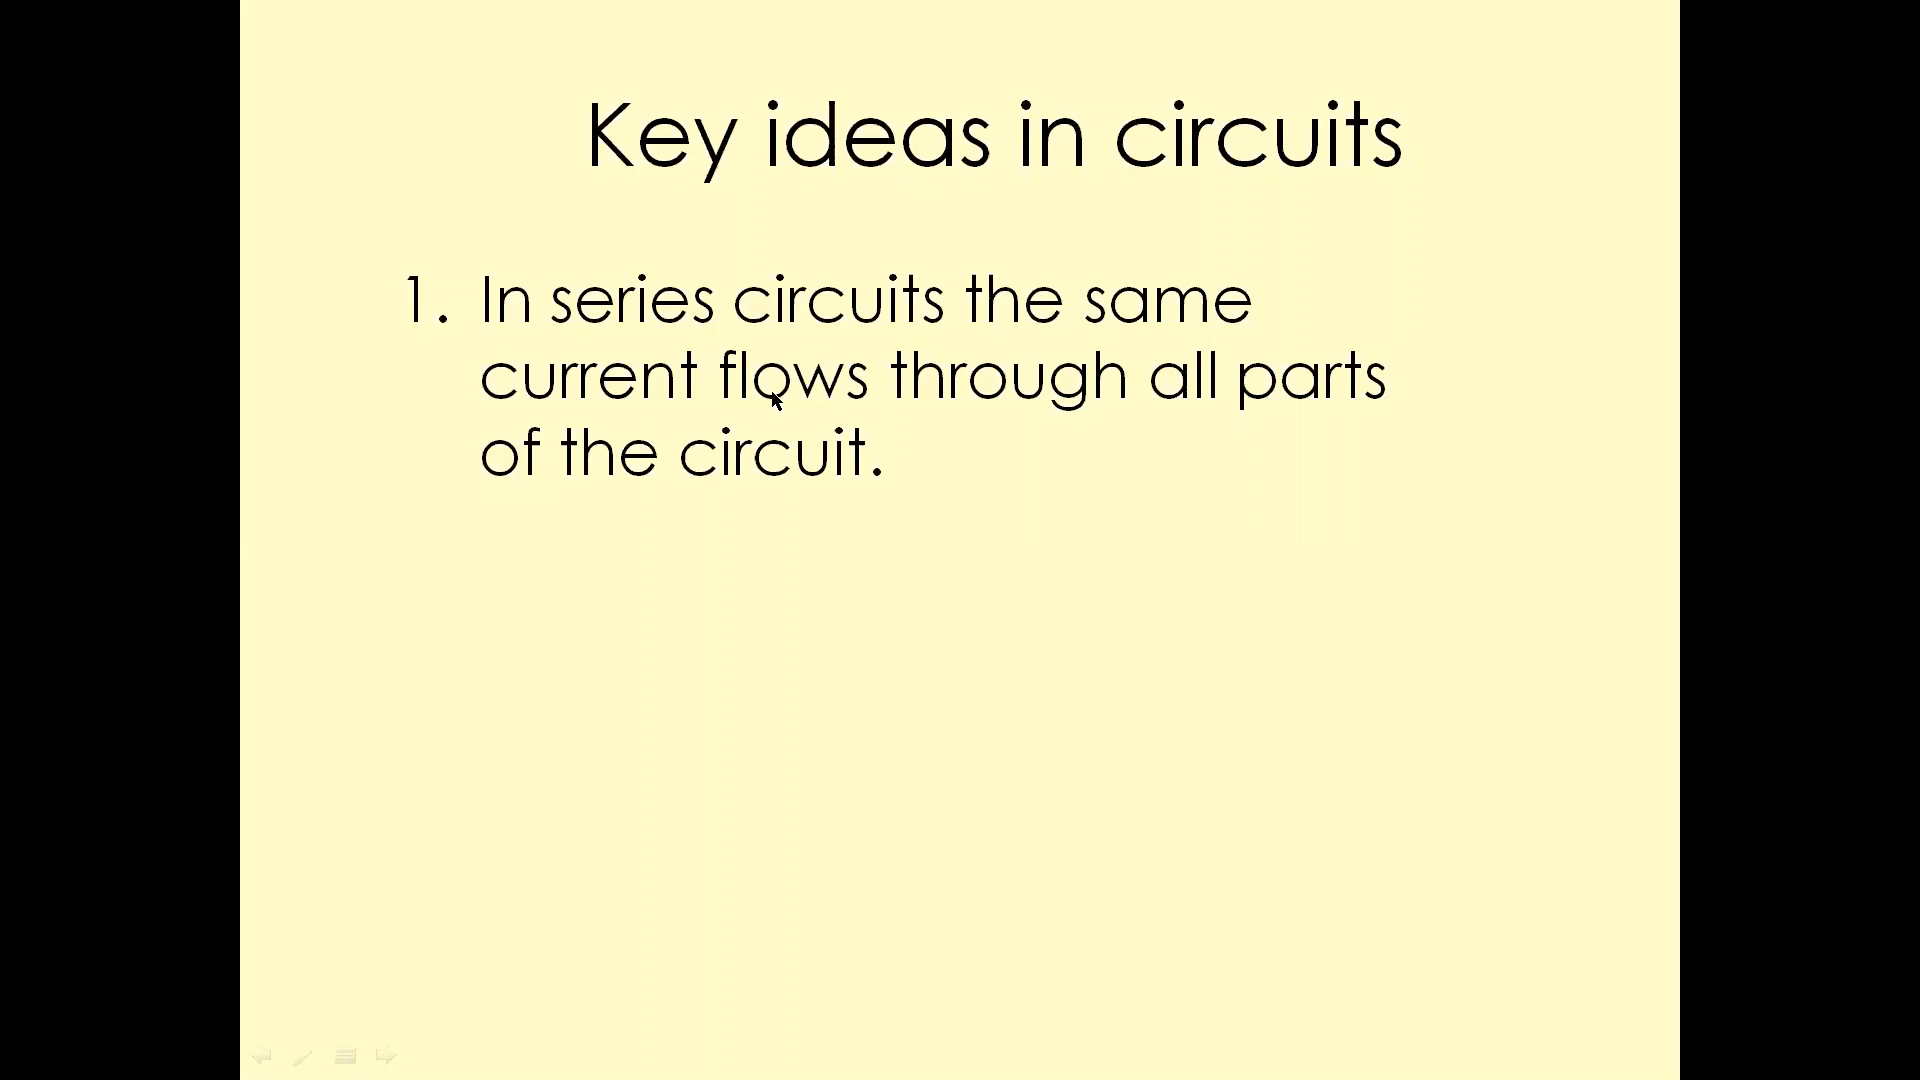 Key ideas in circuits
1. In series circuits the same
current flows through all parts
of the circuit.